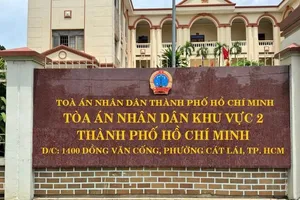 TOÀ ÁN NHÂN DÂN THÀNH PHỐ HỒ CHÍ MINH
TÒA ÁN NHÂN DÂN KHU VỰC 2
THÀNH PHỐ HỒ CHÍ MINH
Đ/C: 1400 ĐỒNG VĂN CỐNG, PHƯỜNG CÁT LÁI, TP. HCM